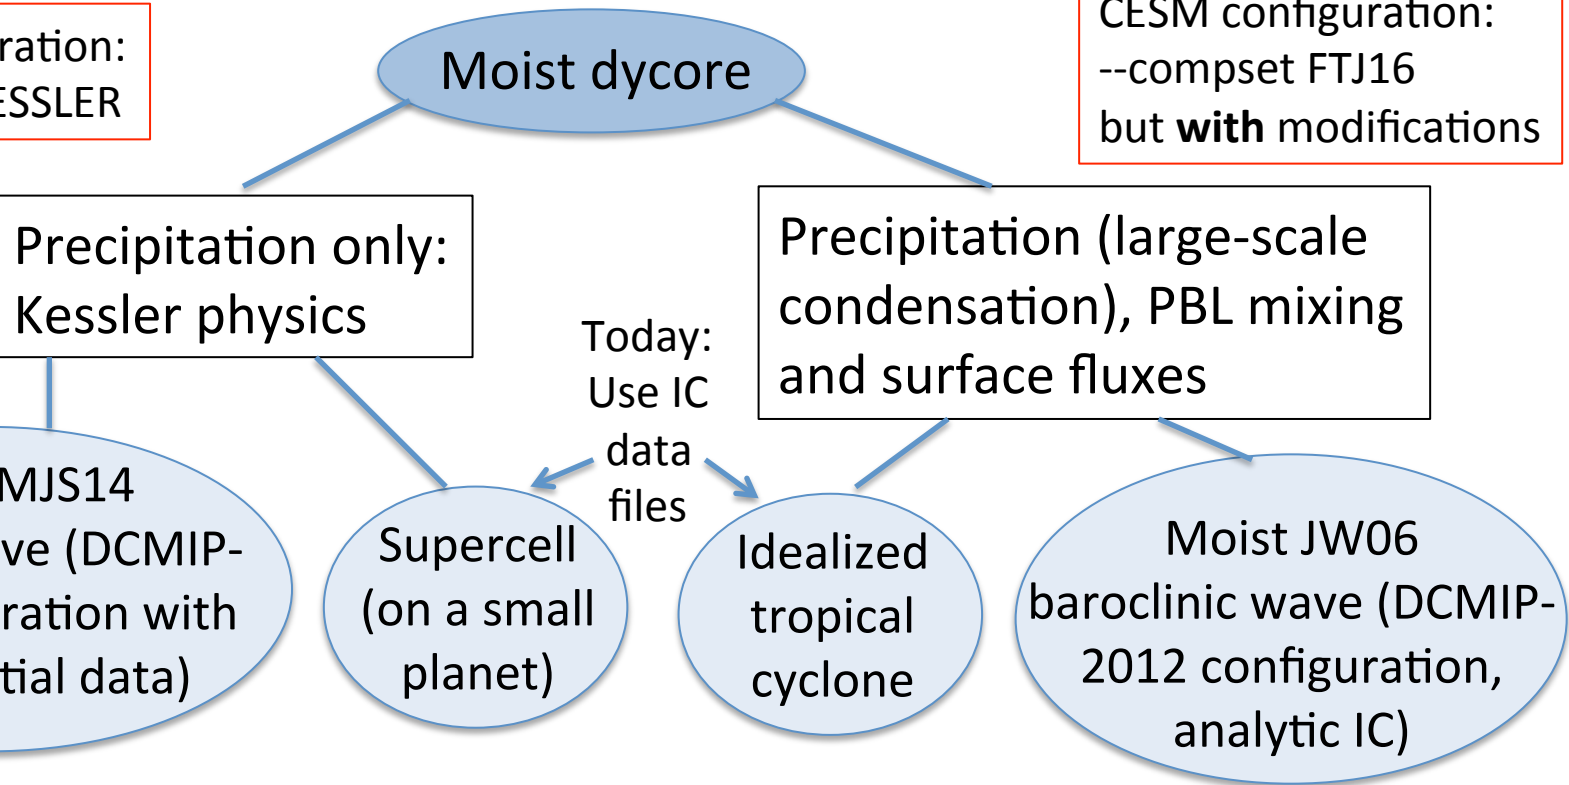 ration:
ESSLER
Moist dycore
CESM configuration:
--compset FTJ16
but with modifications
Precipitation only:
Kessler physics
Precipitation (large-scale
condensation), PBL mixing
and surface fluxes
Today:
Use IC
data
files
MJS14
ve (DCMIP-
ration with
tial data)
Supercell
(on a small
planet)
Idealized
tropical
cyclone
Moist JW06
baroclinic wave (DCMIP-
2012 configuration,
analytic IC)